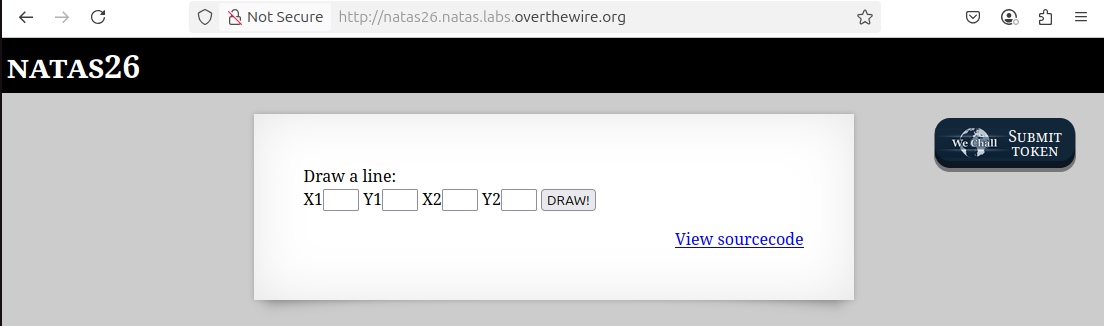 Not Secure http://natas26.natas.labs.overthewire.org
NATAS26
We Chall SUBMIT TOKEN
Draw a line:
X1 Y1 X2 Y2 DRAW!
View sourcecode